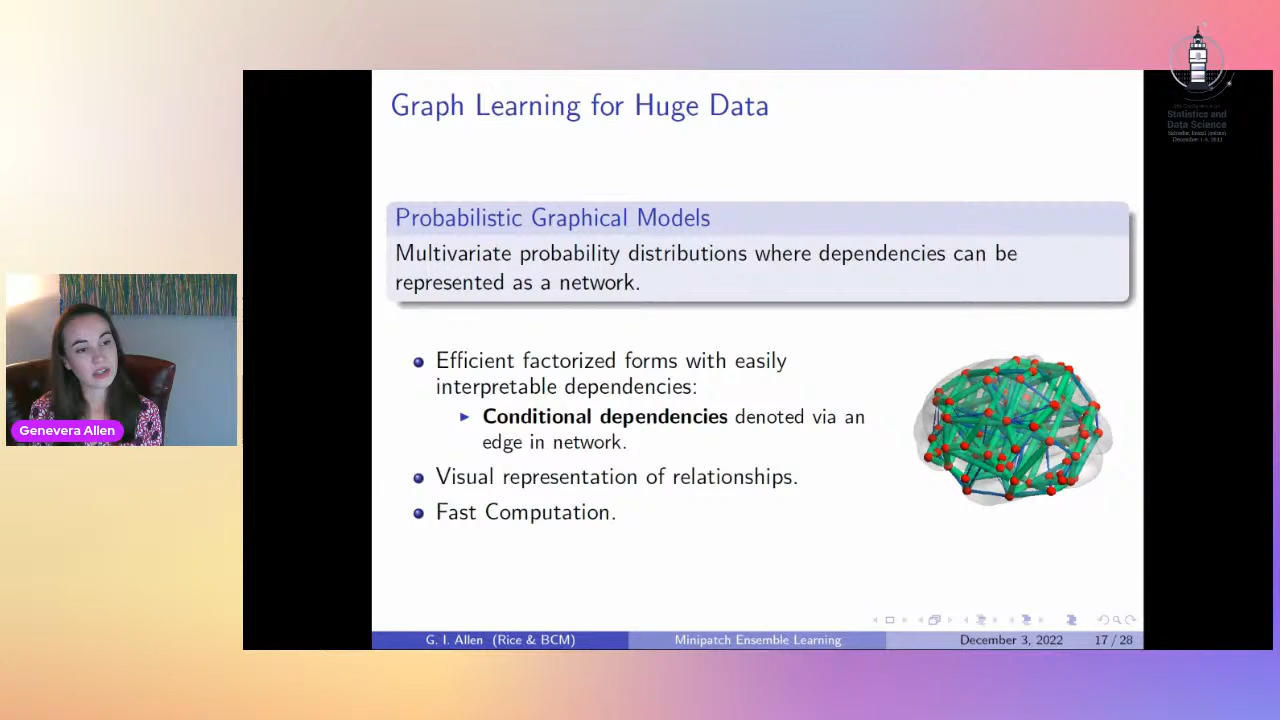 Graph Learning for Huge Data
Probabilistic Graphical Models
Multivariate probability distributions where dependencies can be
represented as a network.
Efficient factorized forms with easily
interpretable dependencies:
Conditional dependencies denoted via an
edge in network.
Visual representation of relationships.
Fast Computation.
G. I. Allen (Rice & BCM)
Minipatch Ensemble Learning
December 3, 2022
17 / 28
Genevera Allen
Statistics and
Data Science